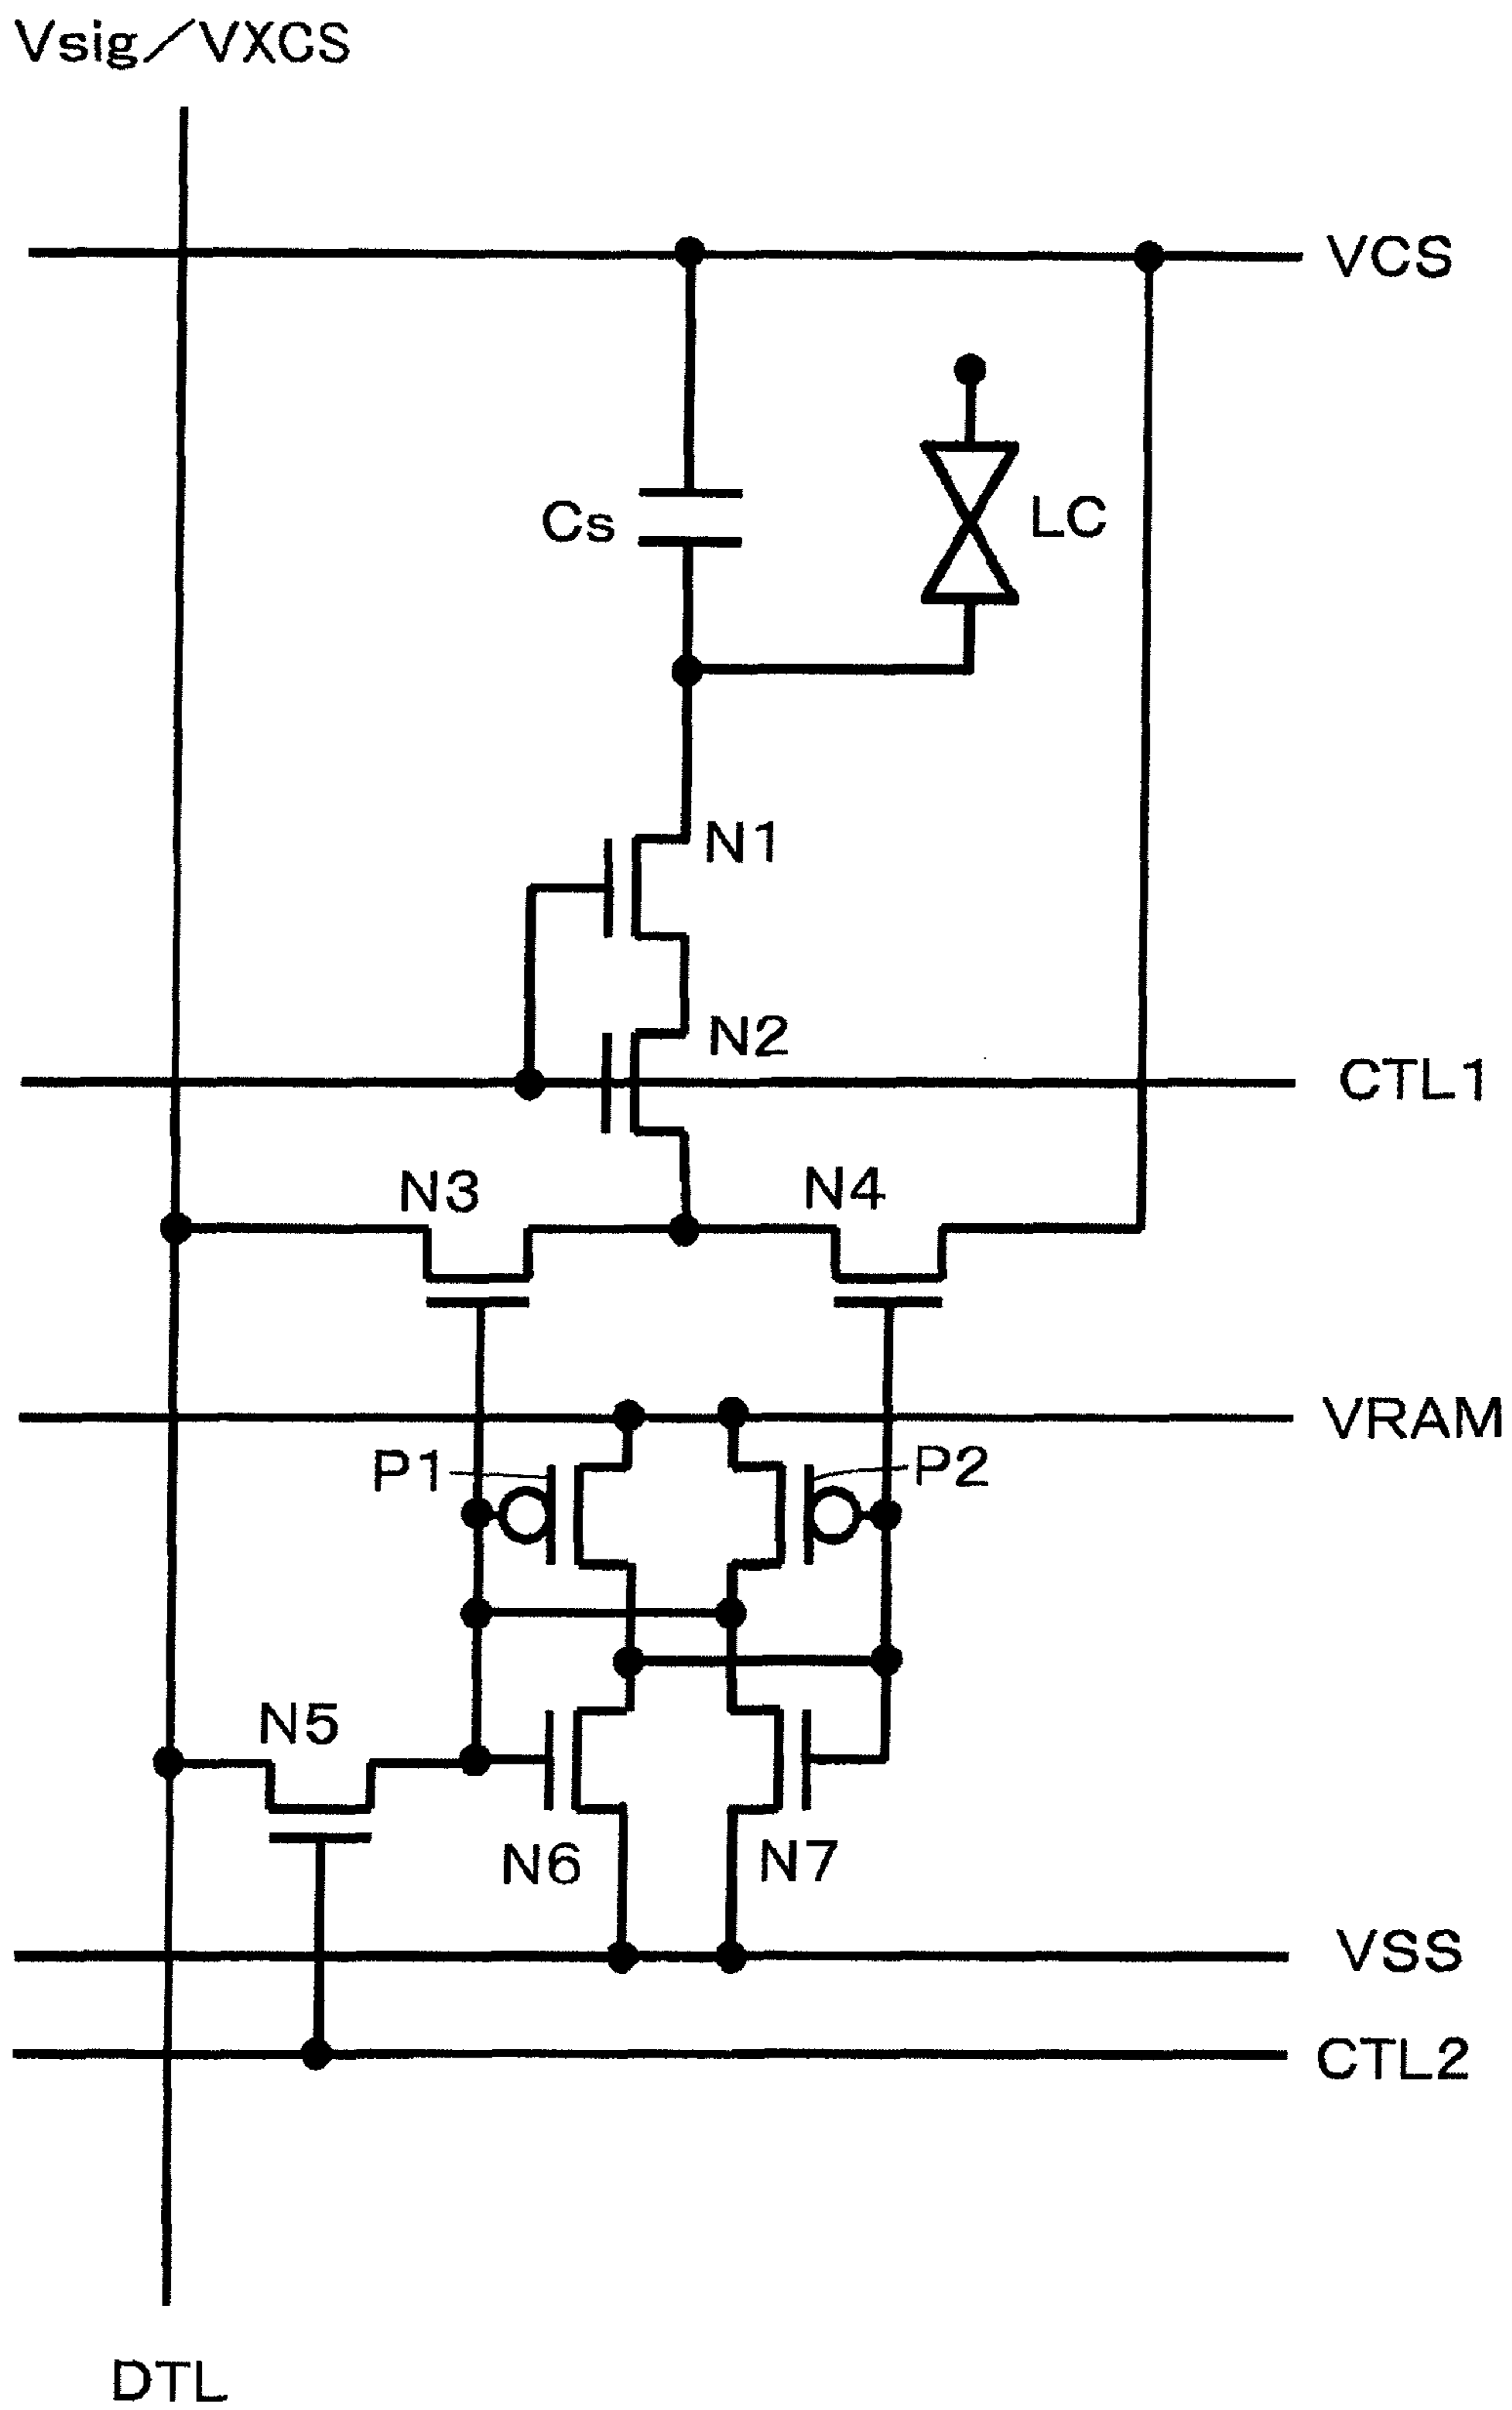 Vsig/VXCS
VCS
Cs
LC
N1
N2
CTL1
N3
N4
VRAM
P1
P2
N5
N6
N7
VSS
CTL2
DTL